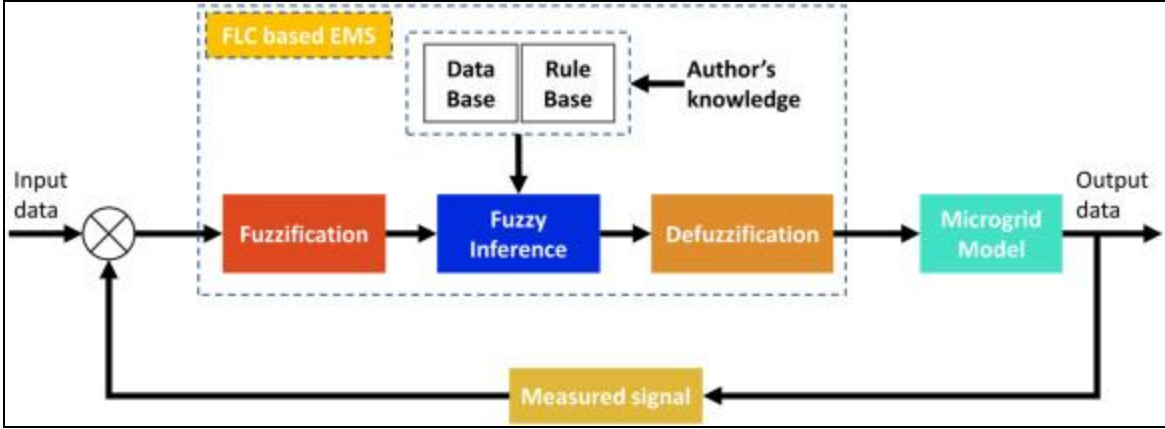 FLC based EMS
Data
Base
Rule
Base
Author's
knowledge
Input
data
Fuzzification
Fuzzy
Inference
Defuzzification
Microgrid
Model
Output
data
Measured signal